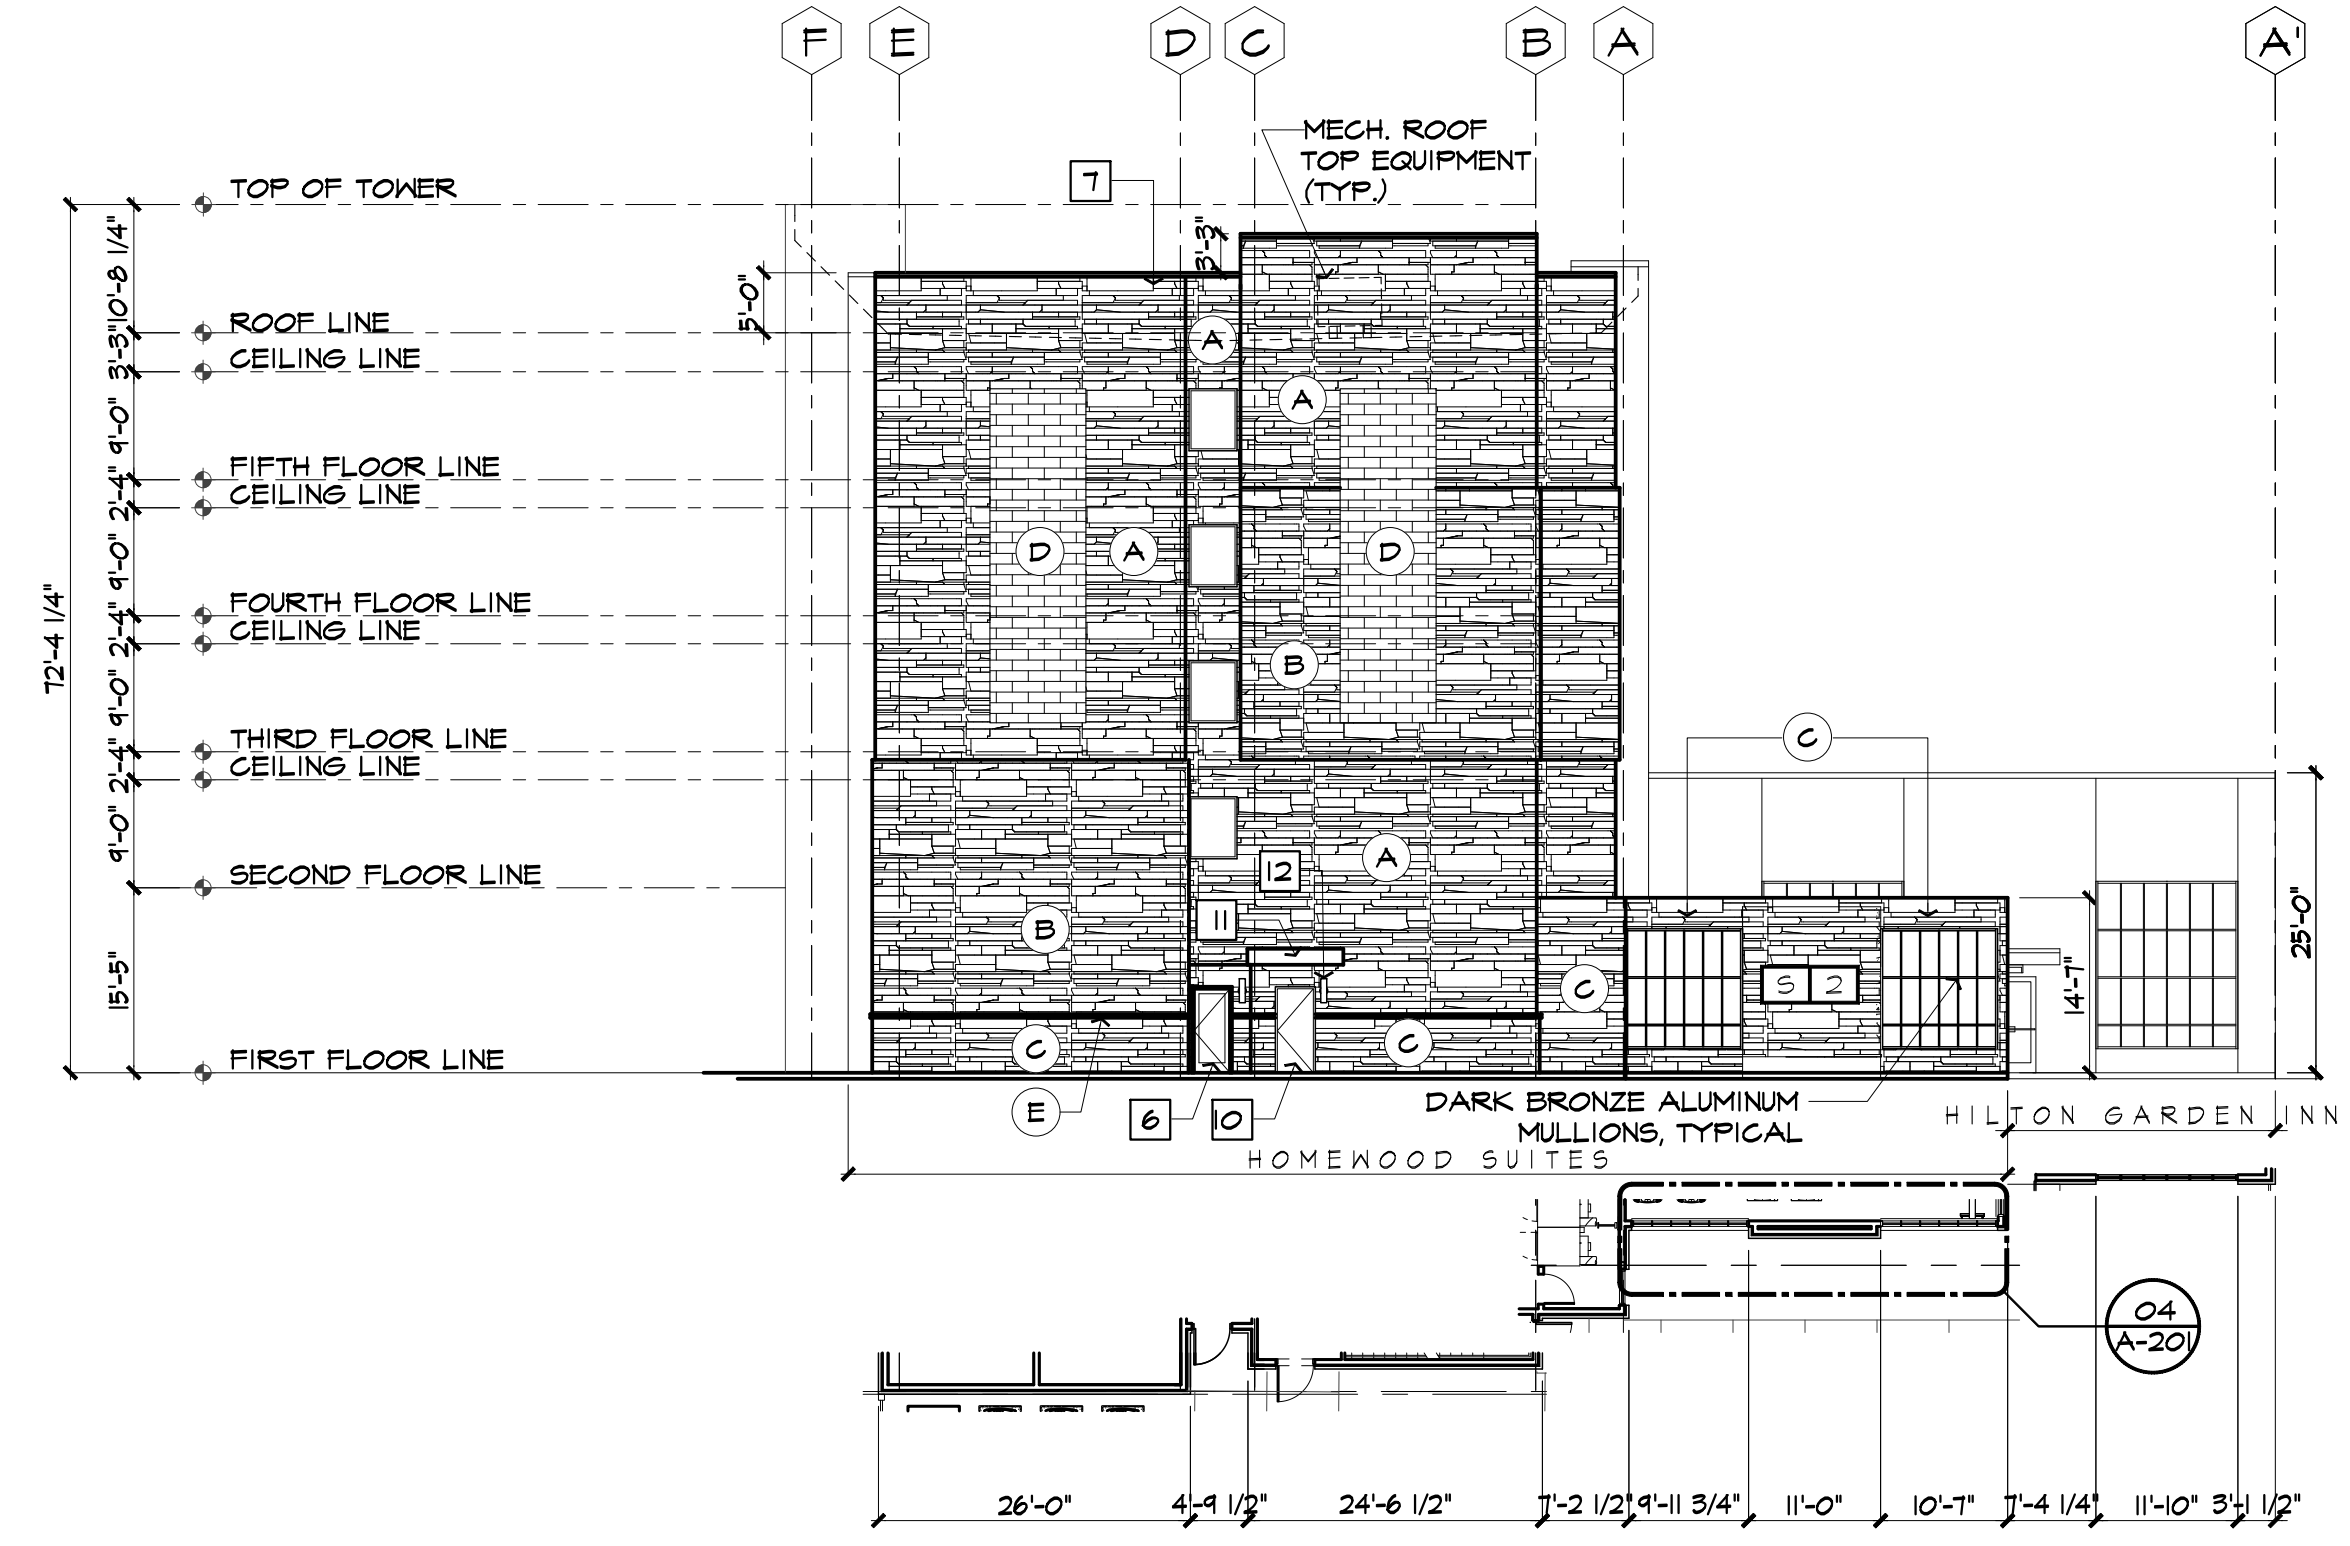 F E D C B A A'
MECH. ROOF
TOP EQUIPMENT
(TYP.)
7
TOP OF TOWER
10'-8 1/4"
3'-3"
5'-0"
ROOF LINE
3'-3"
CEILING LINE
A
A
9'-0"
FIFTH FLOOR LINE
2'-4"
CEILING LINE
9'-0"
D A D
FOURTH FLOOR LINE
2'-4"
CEILING LINE
72'-4 1/4"
9'-0"
B
THIRD FLOOR LINE
2'-4"
CEILING LINE
C
9'-0"
A
12
SECOND FLOOR LINE
11
B
25'-0"
15'-5"
C
S 2
14'-7"
C C
FIRST FLOOR LINE
E 6 10
DARK BRONZE ALUMINUM
MULLIONS, TYPICAL
HILTON GARDEN INN
HOMEWOOD SUITES
04
A-201
26'-0" 4'-9 1/2" 24'-6 1/2" 7'-2 1/2" 9'-11 3/4" 11'-0" 10'-7" 7'-4 1/4" 11'-10" 3'-1 1/2"